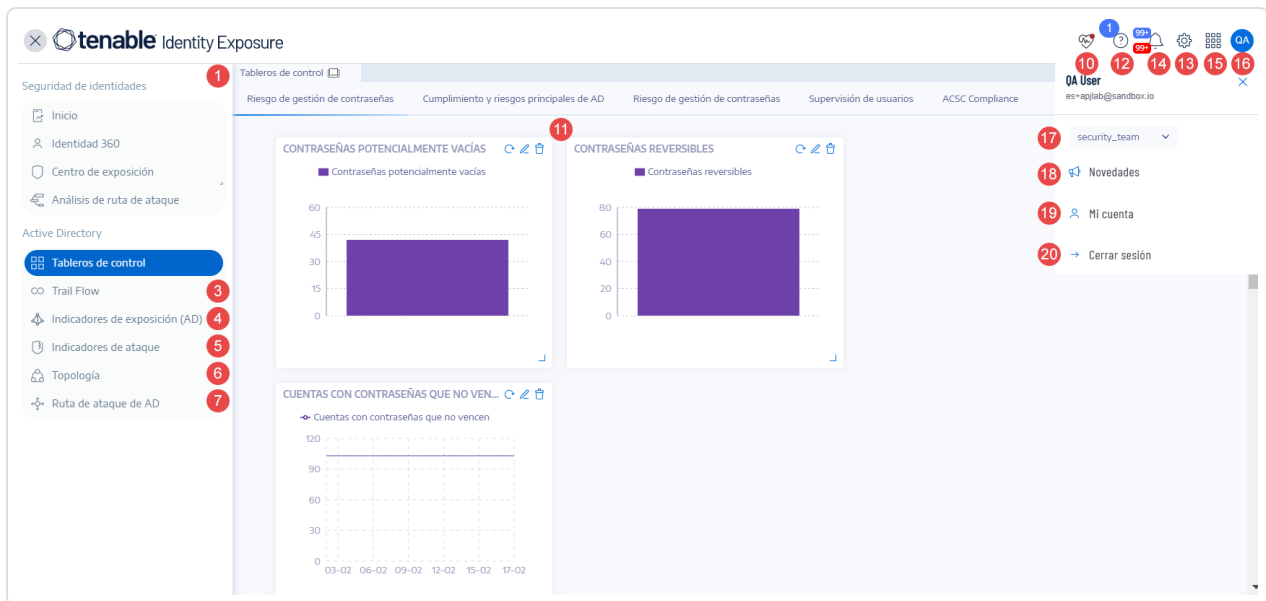 tenable Identity Exposure
1
99+
99+
QA
10
12
14
13
15
16
QA User
es+apjlab@sandbox.io
17
security_team
18
Novedades
19
Mi cuenta
20
Cerrar sesión
Seguridad de identidades
Inicio
Identidad 360
Centro de exposición
Análisis de ruta de ataque
Active Directory
Tableros de control
Trail Flow
3
Indicadores de exposición (AD)
4
Indicadores de ataque
5
Topología
6
Ruta de ataque de AD
7
1
Tableros de control
Riesgo de gestión de contraseñas
Cumplimiento y riesgos principales de AD
Riesgo de gestión de contraseñas
Supervisión de usuarios
ACSC Compliance
11
CONTRASEÑAS POTENCIALMENTE VACÍAS
Contraseñas potencialmente vacías
60
45
30
15
0
CONTRASEÑAS REVERSIBLES
Contraseñas reversibles
80
60
40
20
0
CUENTAS CON CONTRASEÑAS QUE NO VEN...
Cuentas con contraseñas que no vencen
120
90
60
30
0
03-02 06-02 09-02 12-02 15-02 17-02